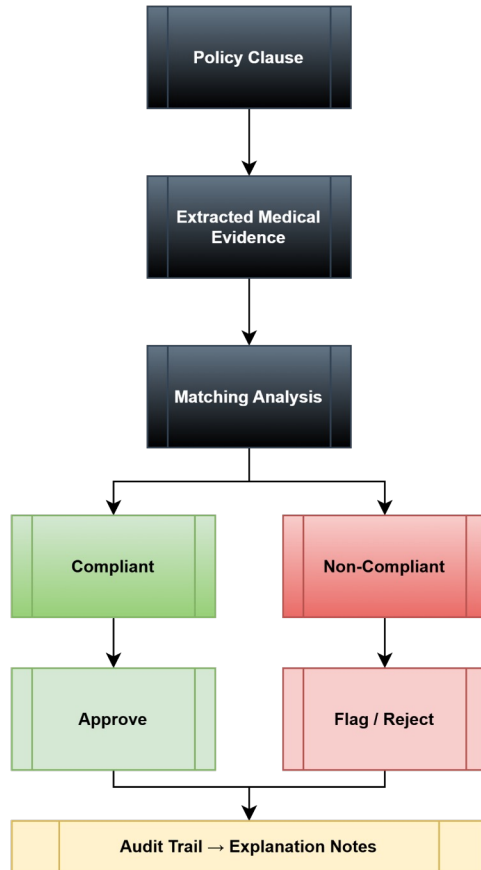 Policy Clause
Extracted Medical
Evidence
Matching Analysis
Compliant
Non-Compliant
Approve
Flag / Reject
Audit Trail → Explanation Notes